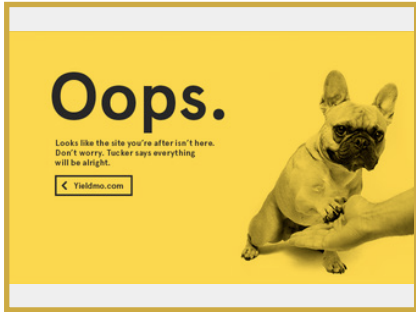 Oops.
Looks like the site you're after isn't here.
Don't worry. Tucker says everything
will be alright.
Yieldmo.com